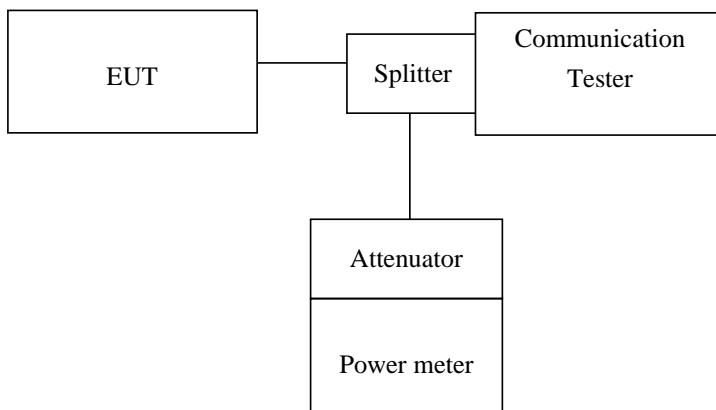 EUT
Splitter
Communication
Tester
Attenuator
Power meter